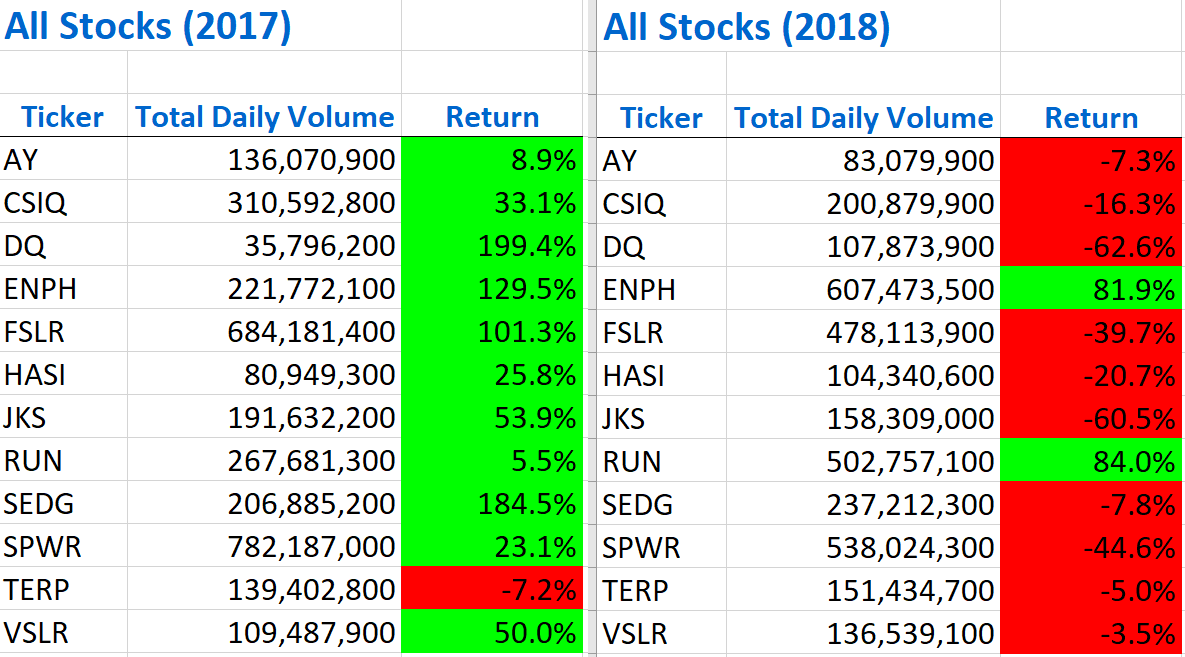 All Stocks (2017)
Ticker Total Daily Volume Return
AY 136,070,900 8.9%
CSIQ 310,592,800 33.1%
DQ 35,796,200 199.4%
ENPH 221,772,100 129.5%
FSLR 684,181,400 101.3%
HASI 80,949,300 25.8%
JKS 191,632,200 53.9%
RUN 267,681,300 5.5%
SEDG 206,885,200 184.5%
SPWR 782,187,000 23.1%
TERP 139,402,800 -7.2%
VSLR 109,487,900 50.0%
All Stocks (2018)
Ticker Total Daily Volume Return
AY 83,079,900 -7.3%
CSIQ 200,879,900 -16.3%
DQ 107,873,900 -62.6%
ENPH 607,473,500 81.9%
FSLR 478,113,900 -39.7%
HASI 104,340,600 -20.7%
JKS 158,309,000 -60.5%
RUN 502,757,100 84.0%
SEDG 237,212,300 -7.8%
SPWR 538,024,300 -44.6%
TERP 151,434,700 -5.0%
VSLR 136,539,100 -3.5%